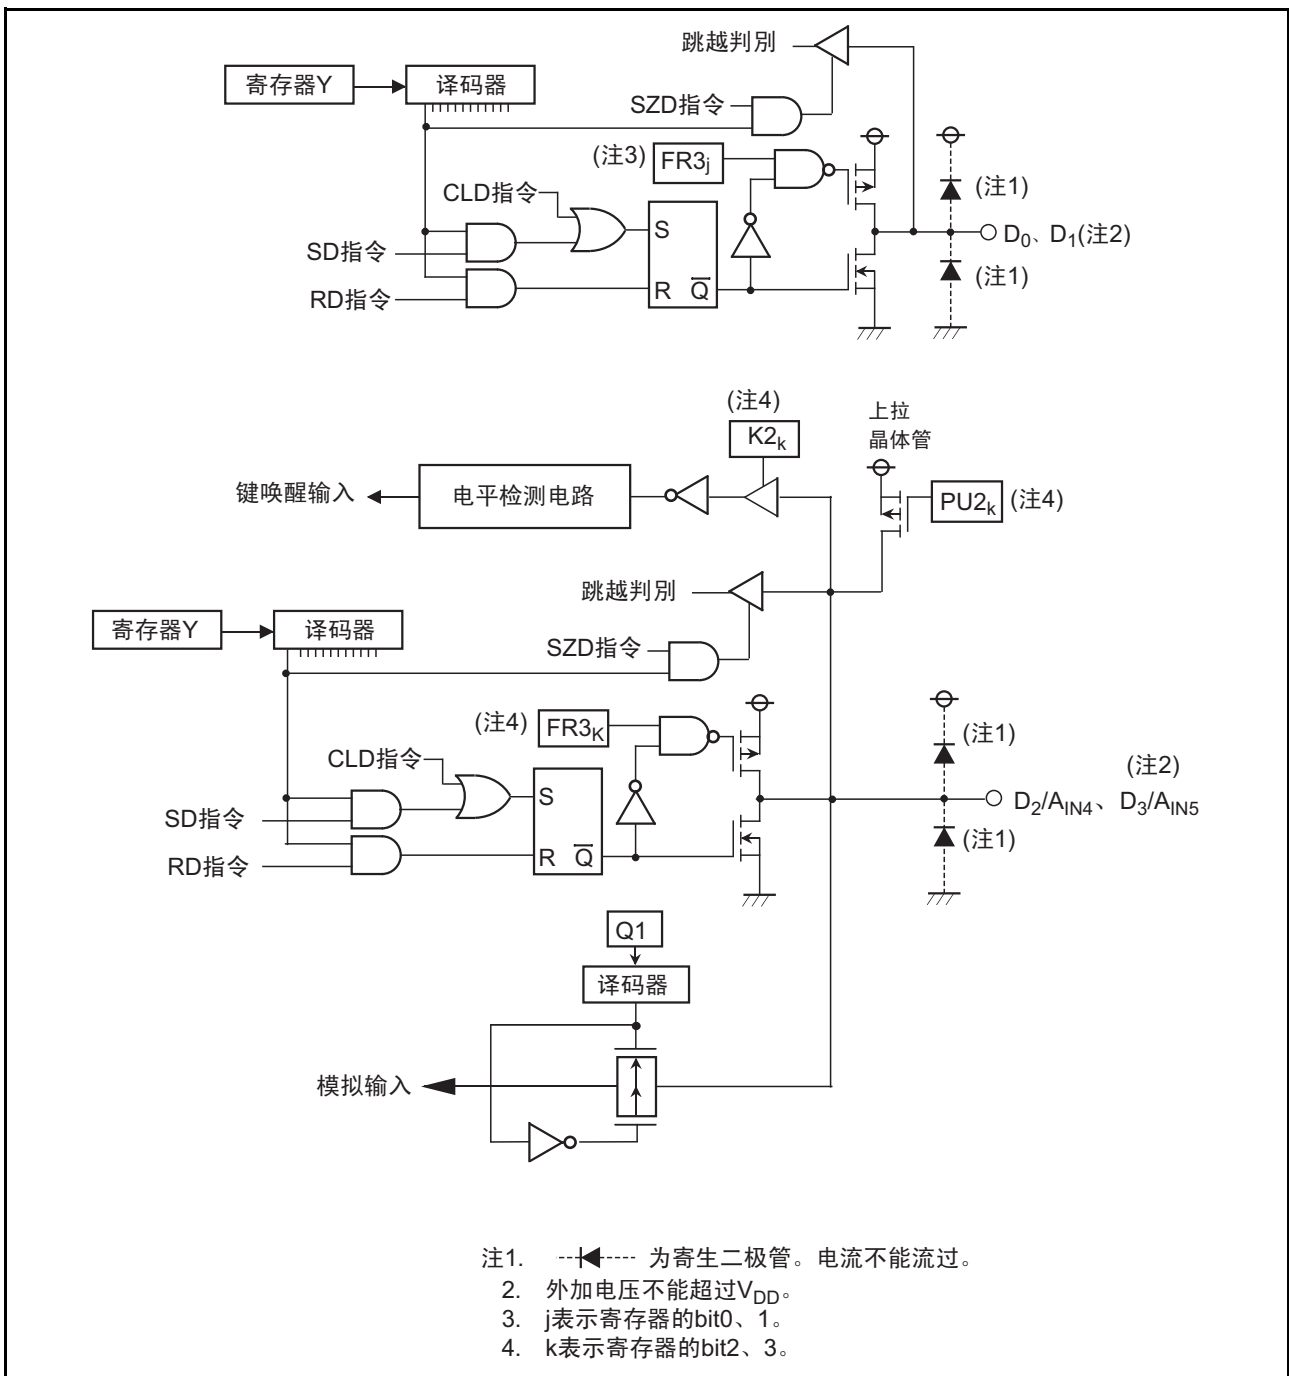 跳越判別
寄存器Y
译码器
SZD指令
(注3)
FR3j
CLD指令
(注1)
S
D0、D1(注2)
SD指令
(注1)
RD指令
R Q̅
(注4)
K2k
上拉
晶体管
键唤醒输入
电平检测电路
PU2k
(注4)
跳越判別
寄存器Y
译码器
SZD指令
(注4)
FR3K
(注1)
CLD指令
(注2)
S
D2/AIN4、D3/AIN5
SD指令
(注1)
RD指令
R Q̅
Q1
译码器
模拟输入
注1. 为寄生二极管。电流不能流过。
2. 外加电压不能超过VDD。
3. j表示寄存器的bit0、1。
4. k表示寄存器的bit2、3。